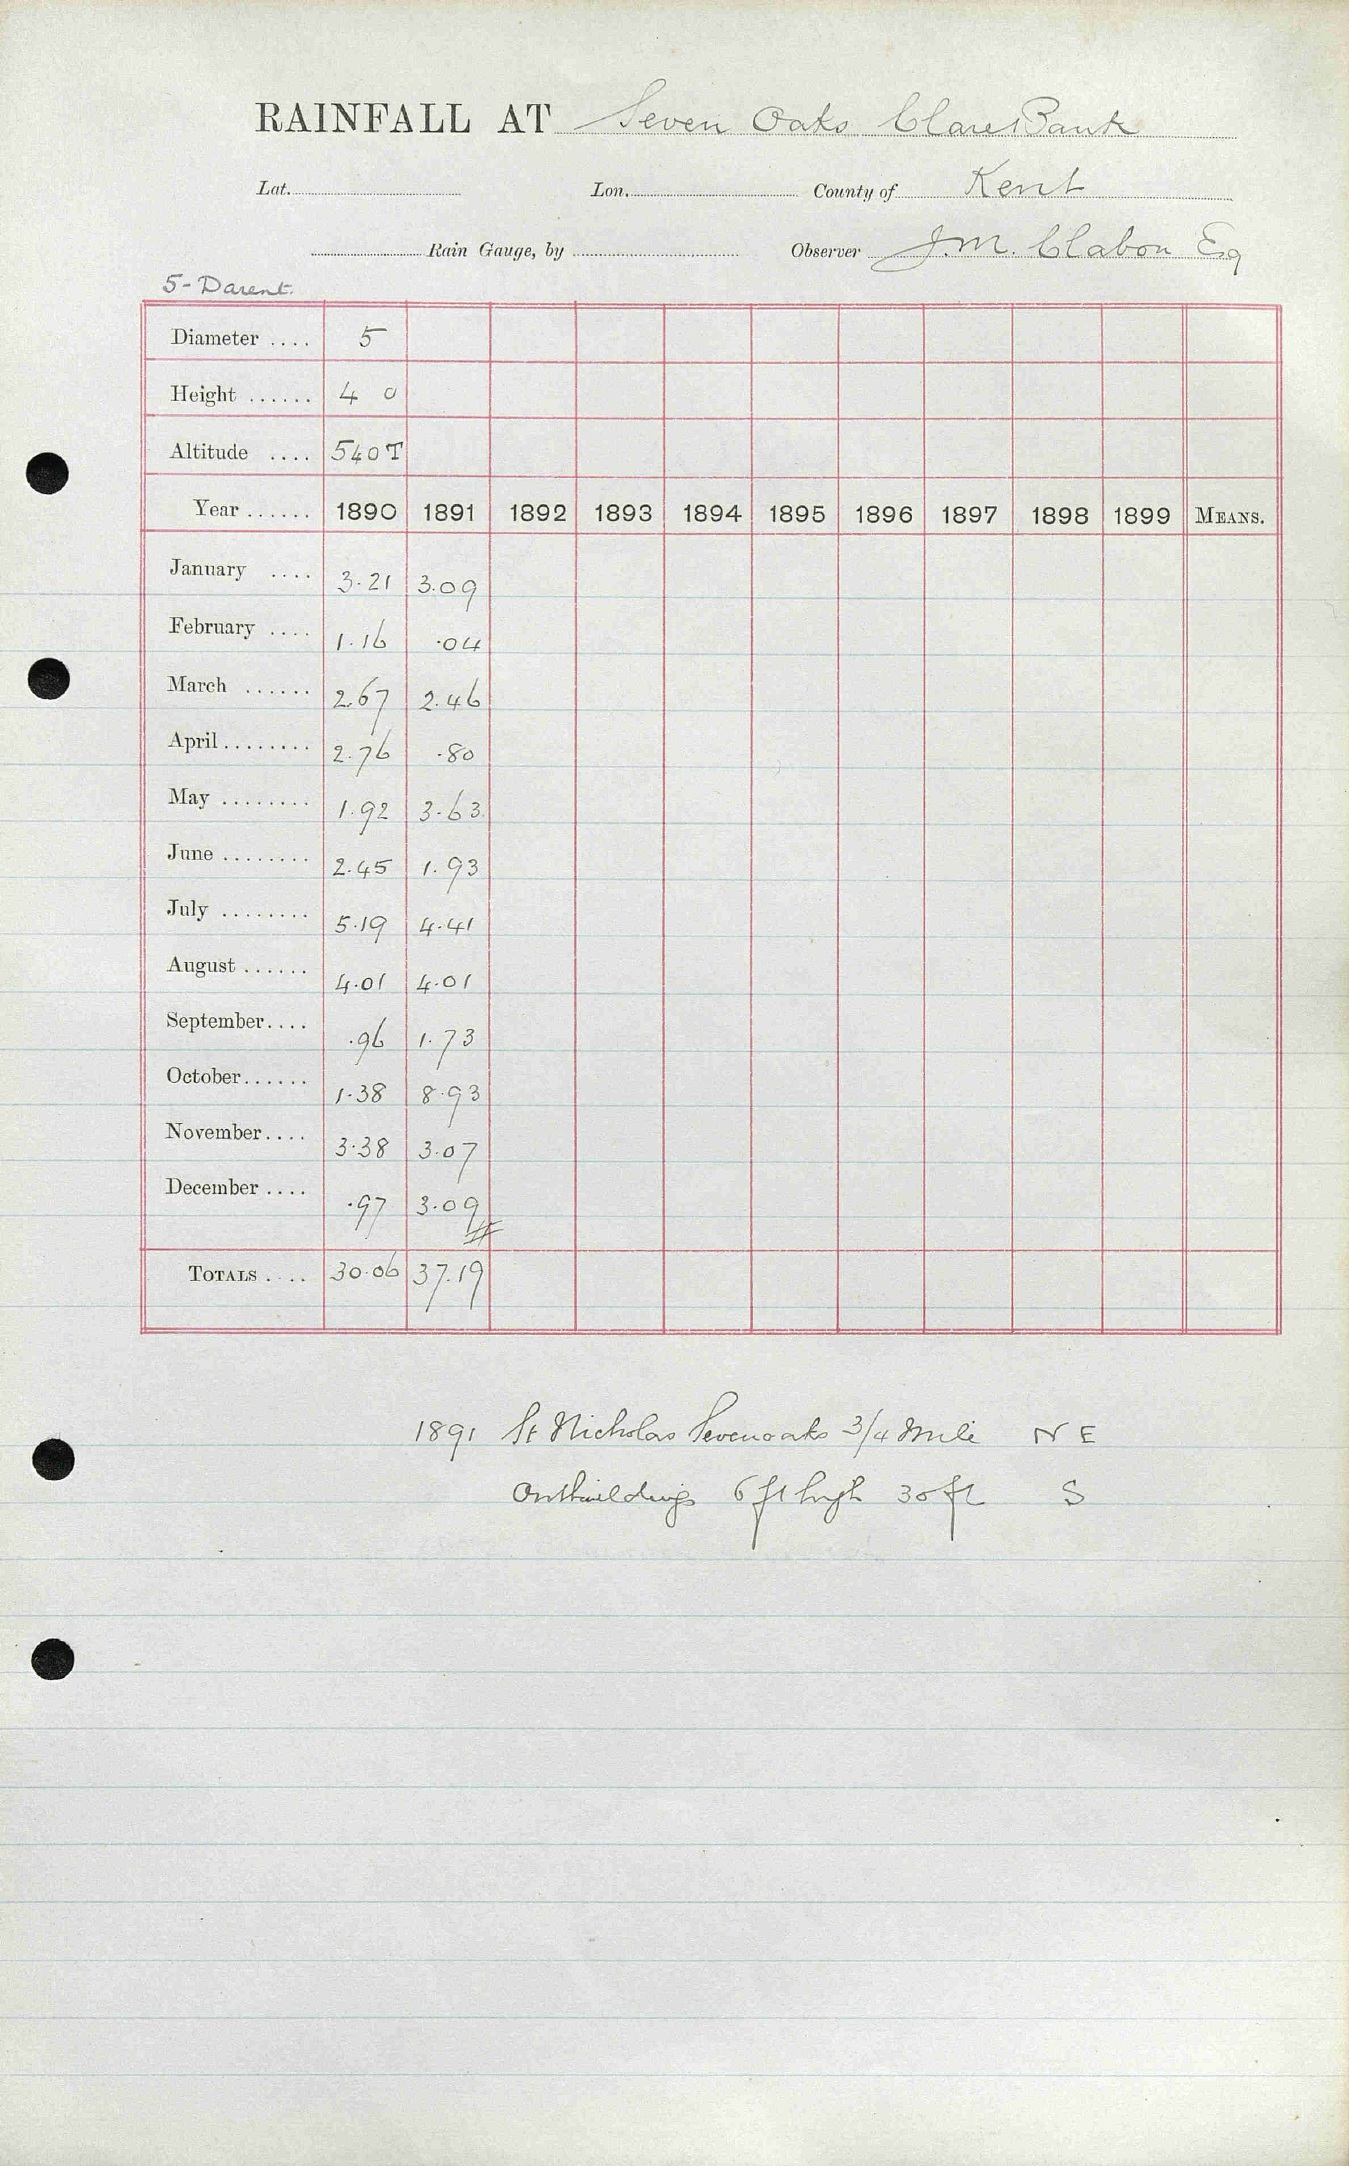 RAINFALL AT Seven Oaks Clare Bank
Lat. Lon. County of Kent
Rain Gauge, by Observer J.M. Clabon Esq
5 - Darent.
Diameter .... 5
Height ...... 4 0
Altitude .... 540T
Year ...... 1890 1891 1892 1893 1894 1895 1896 1897 1898 1899 MEANS.
January .... 3.21 3.09
February .... 1.16 .04
March ...... 2.67 2.46
April ........ 2.76 .80
May ........ 1.92 3.63
June ........ 2.45 1.93
July ........ 5.19 4.41
August ...... 4.01 4.01
September.... .96 1.73
October...... 1.38 8.93
November.... 3.38 3.07
December .... .97 3.09
TOTALS .... 30.06 37.19
1891 St Nicholas Sevenoaks 3/4 Mile N E
Outbuildings 6 ft high 30 ft S